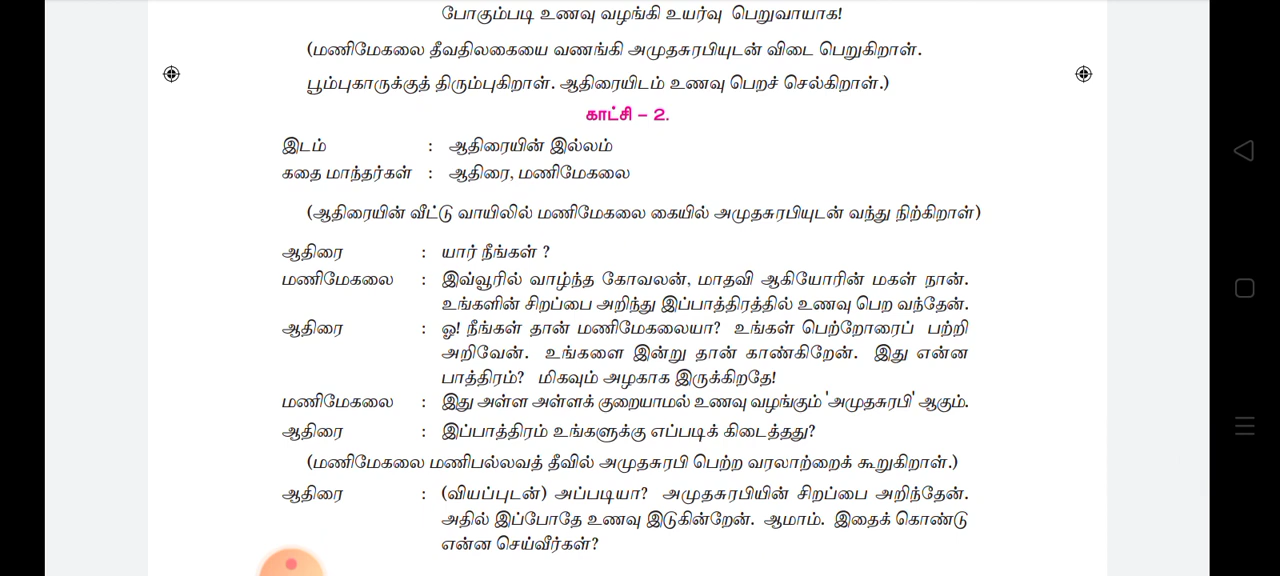 போகும்படி உணவு வழங்கி உயர்வு பெறுவாயாக!
(மணிமேகலை தீவதிலகையை வணங்கி அமுதசுரபியுடன் விடை பெறுகிறாள்.
பூம்புகாருக்குத் திரும்புகிறாள். ஆதிரையிடம் உணவு பெறச் செல்கிறாள்.)
காட்சி – 2.
இடம் : ஆதிரையின் இல்லம்
கதை மாந்தர்கள் : ஆதிரை, மணிமேகலை
(ஆதிரையின் வீட்டு வாயிலில் மணிமேகலை கையில் அமுதசுரபியுடன் வந்து நிற்கிறாள்)
ஆதிரை : யார் நீங்கள் ?
மணிமேகலை : இவ்வூரில் வாழ்ந்த கோவலன், மாதவி ஆகியோரின் மகள் நான்.
உங்களின் சிறப்பை அறிந்து இப்பாத்திரத்தில் உணவு பெற வந்தேன்.
ஆதிரை : ஓ! நீங்கள் தான் மணிமேகலையா? உங்கள் பெற்றோரைப் பற்றி
அறிவேன். உங்களை இன்று தான் காண்கிறேன். இது என்ன
பாத்திரம்? மிகவும் அழகாக இருக்கிறதே!
மணிமேகலை : இது அள்ள அள்ளக் குறையாமல் உணவு வழங்கும் 'அமுதசுரபி' ஆகும்.
ஆதிரை : இப்பாத்திரம் உங்களுக்கு எப்படிக் கிடைத்தது?
(மணிமேகலை மணிபல்லவத் தீவில் அமுதசுரபி பெற்ற வரலாற்றைக் கூறுகிறாள்.)
ஆதிரை : (வியப்புடன்) அப்படியா? அமுதசுரபியின் சிறப்பை அறிந்தேன்.
அதில் இப்போதே உணவு இடுகின்றேன். ஆமாம். இதைக் கொண்டு
என்ன செய்வீர்கள்?